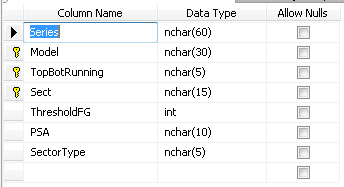 Column Name Data Type Allow Nulls
Series nchar(60)
Model nchar(30)
TopBotRunning nchar(5)
Sect nchar(15)
ThresholdFG int
PSA nchar(10)
SectorType nchar(5)